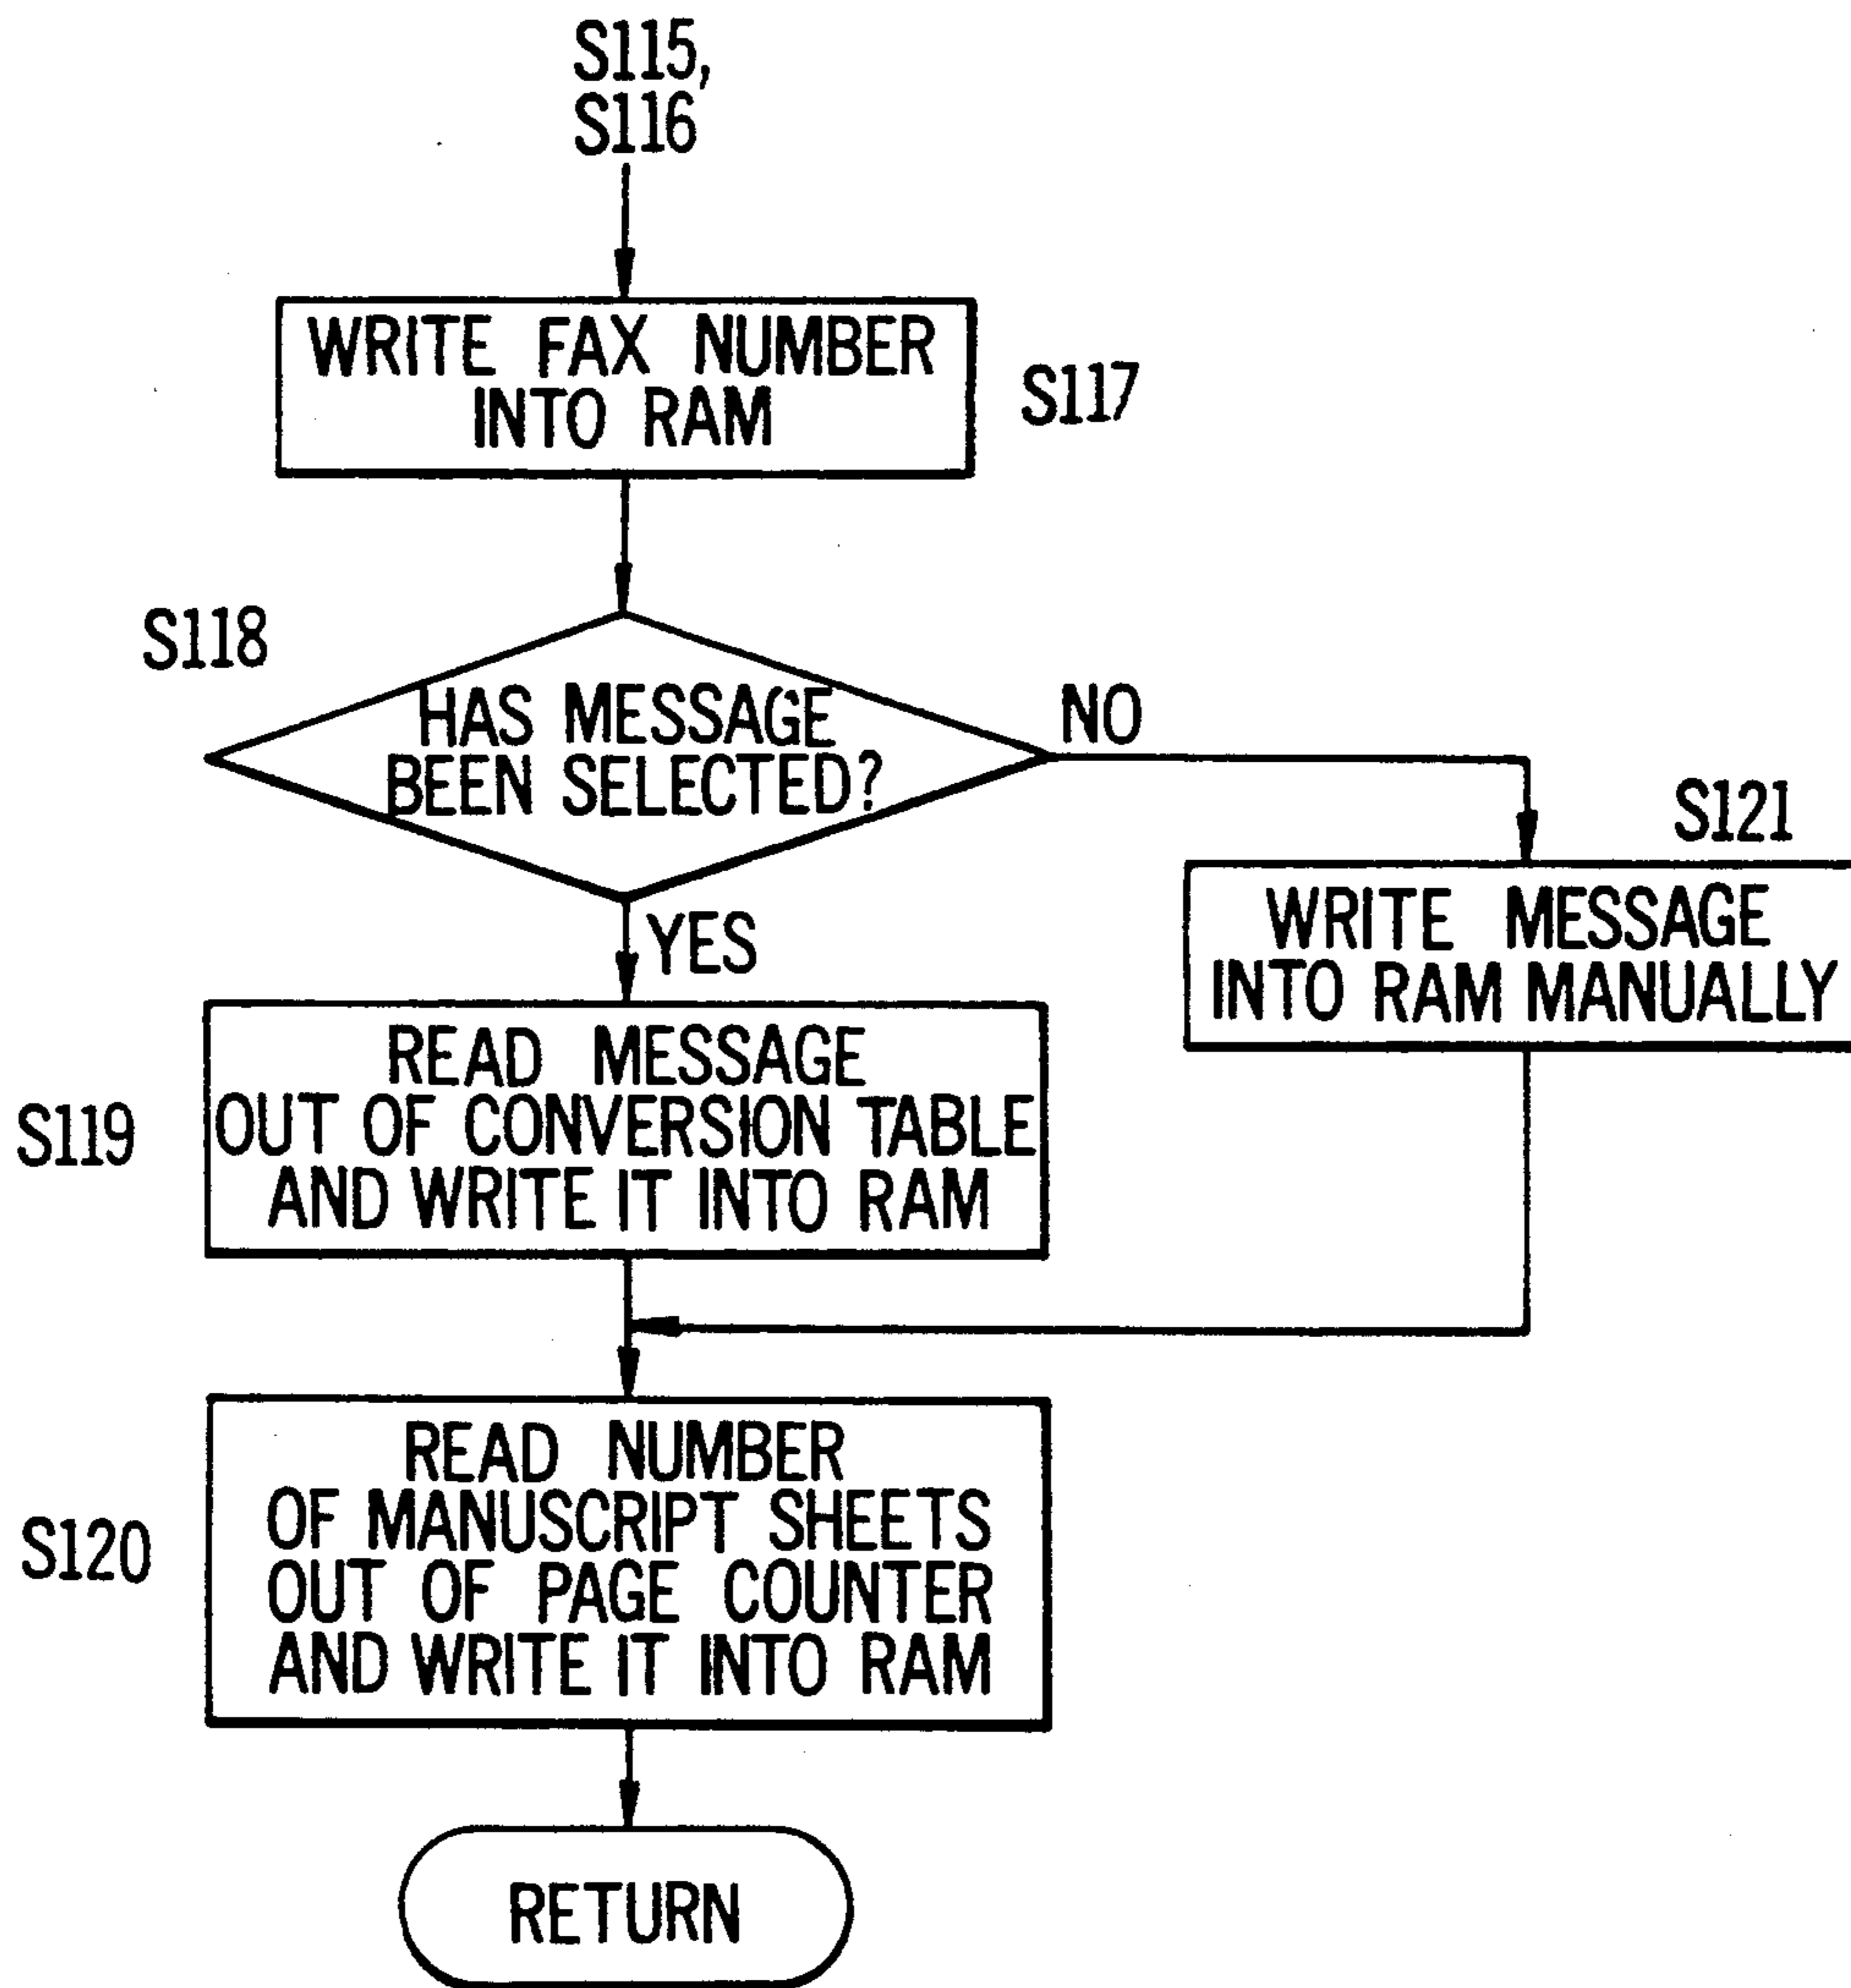 S115,
S116
WRITE FAX NUMBER
INTO RAM
S117
S118
HAS MESSAGE
BEEN SELECTED?
NO
S121
WRITE MESSAGE
INTO RAM MANUALLY
YES
S119
READ MESSAGE
OUT OF CONVERSION TABLE
AND WRITE IT INTO RAM
S120
READ NUMBER
OF MANUSCRIPT SHEETS
OUT OF PAGE COUNTER
AND WRITE IT INTO RAM
RETURN